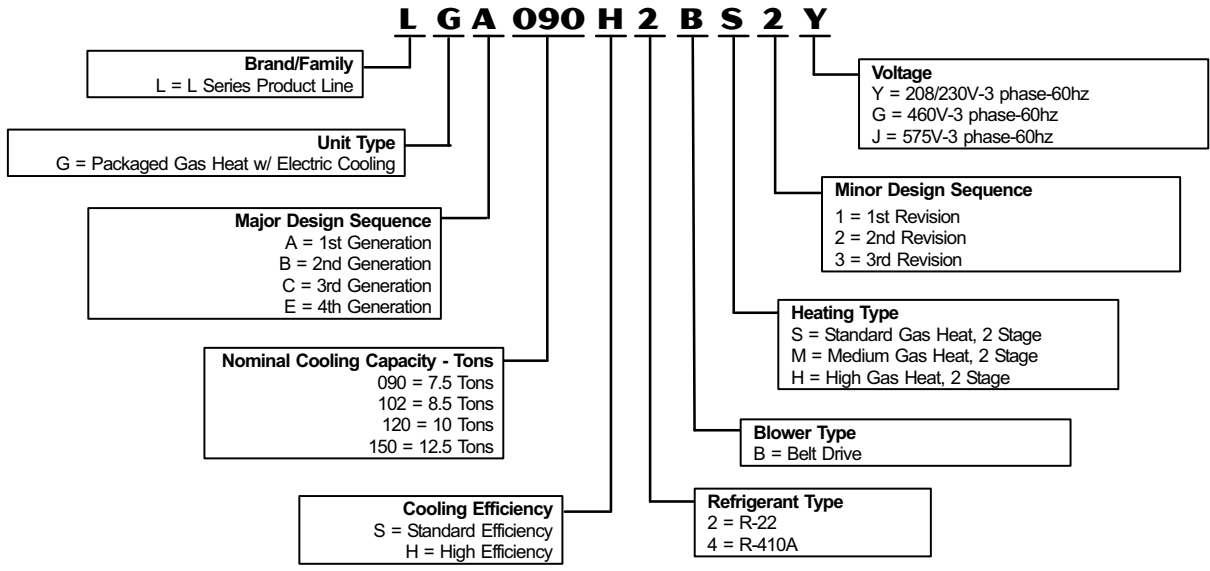 L G A 090 H 2 B S 2 Y
Brand/Family
L = L Series Product Line
Unit Type
G = Packaged Gas Heat w/ Electric Cooling
Major Design Sequence
A = 1st Generation
B = 2nd Generation
C = 3rd Generation
E = 4th Generation
Nominal Cooling Capacity - Tons
090 = 7.5 Tons
102 = 8.5 Tons
120 = 10 Tons
150 = 12.5 Tons
Cooling Efficiency
S = Standard Efficiency
H = High Efficiency
Voltage
Y = 208/230V-3 phase-60hz
G = 460V-3 phase-60hz
J = 575V-3 phase-60hz
Minor Design Sequence
1 = 1st Revision
2 = 2nd Revision
3 = 3rd Revision
Heating Type
S = Standard Gas Heat, 2 Stage
M = Medium Gas Heat, 2 Stage
H = High Gas Heat, 2 Stage
Blower Type
B = Belt Drive
Refrigerant Type
2 = R-22
4 = R-410A